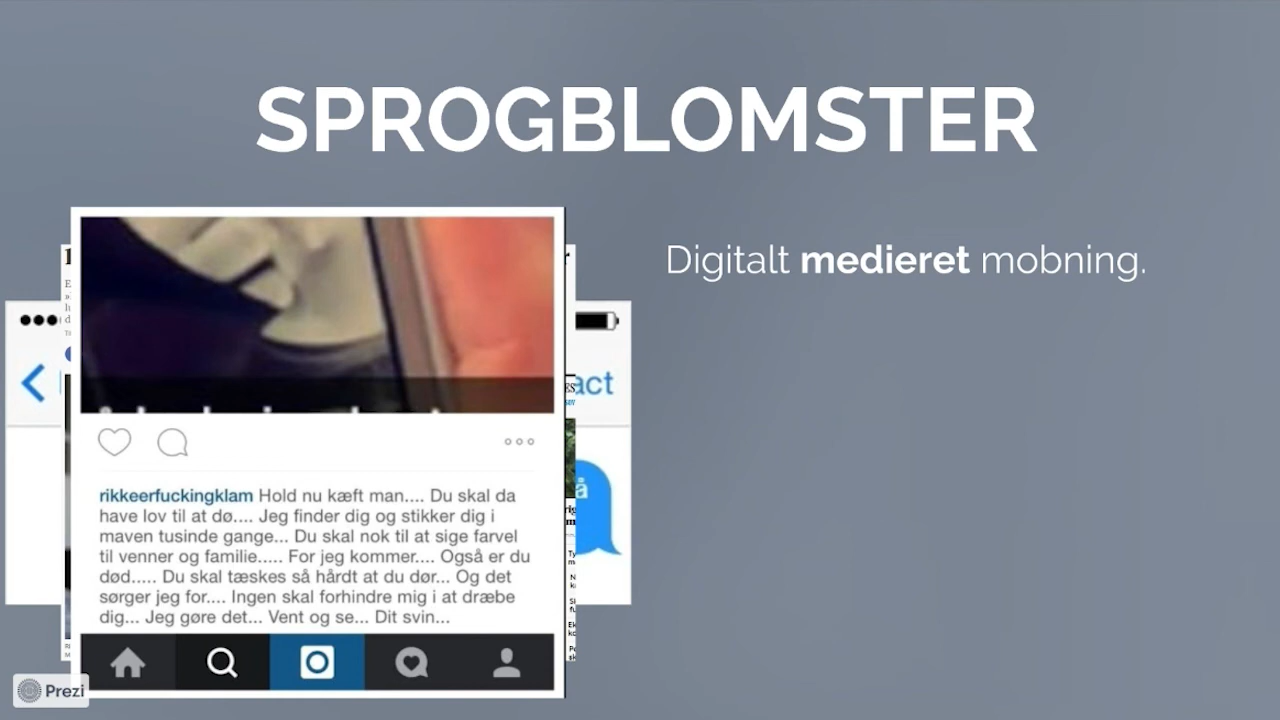 SPROGBLOMSTER
Digitalt medieret mobning.
act
å
rikkeerfuckingklam Hold nu kæft man.... Du skal da
have lov til at dø.... Jeg finder dig og stikker dig i
maven tusinde gange... Du skal nok til at sige farvel
til venner og familie..... For jeg kommer.... Også er du
død..... Du skal tæskes så hårdt at du dør... Og det
sørger jeg for.... Ingen skal forhindre mig i at dræbe
dig... Jeg gøre det... Vent og se... Dit svin...
Prezi